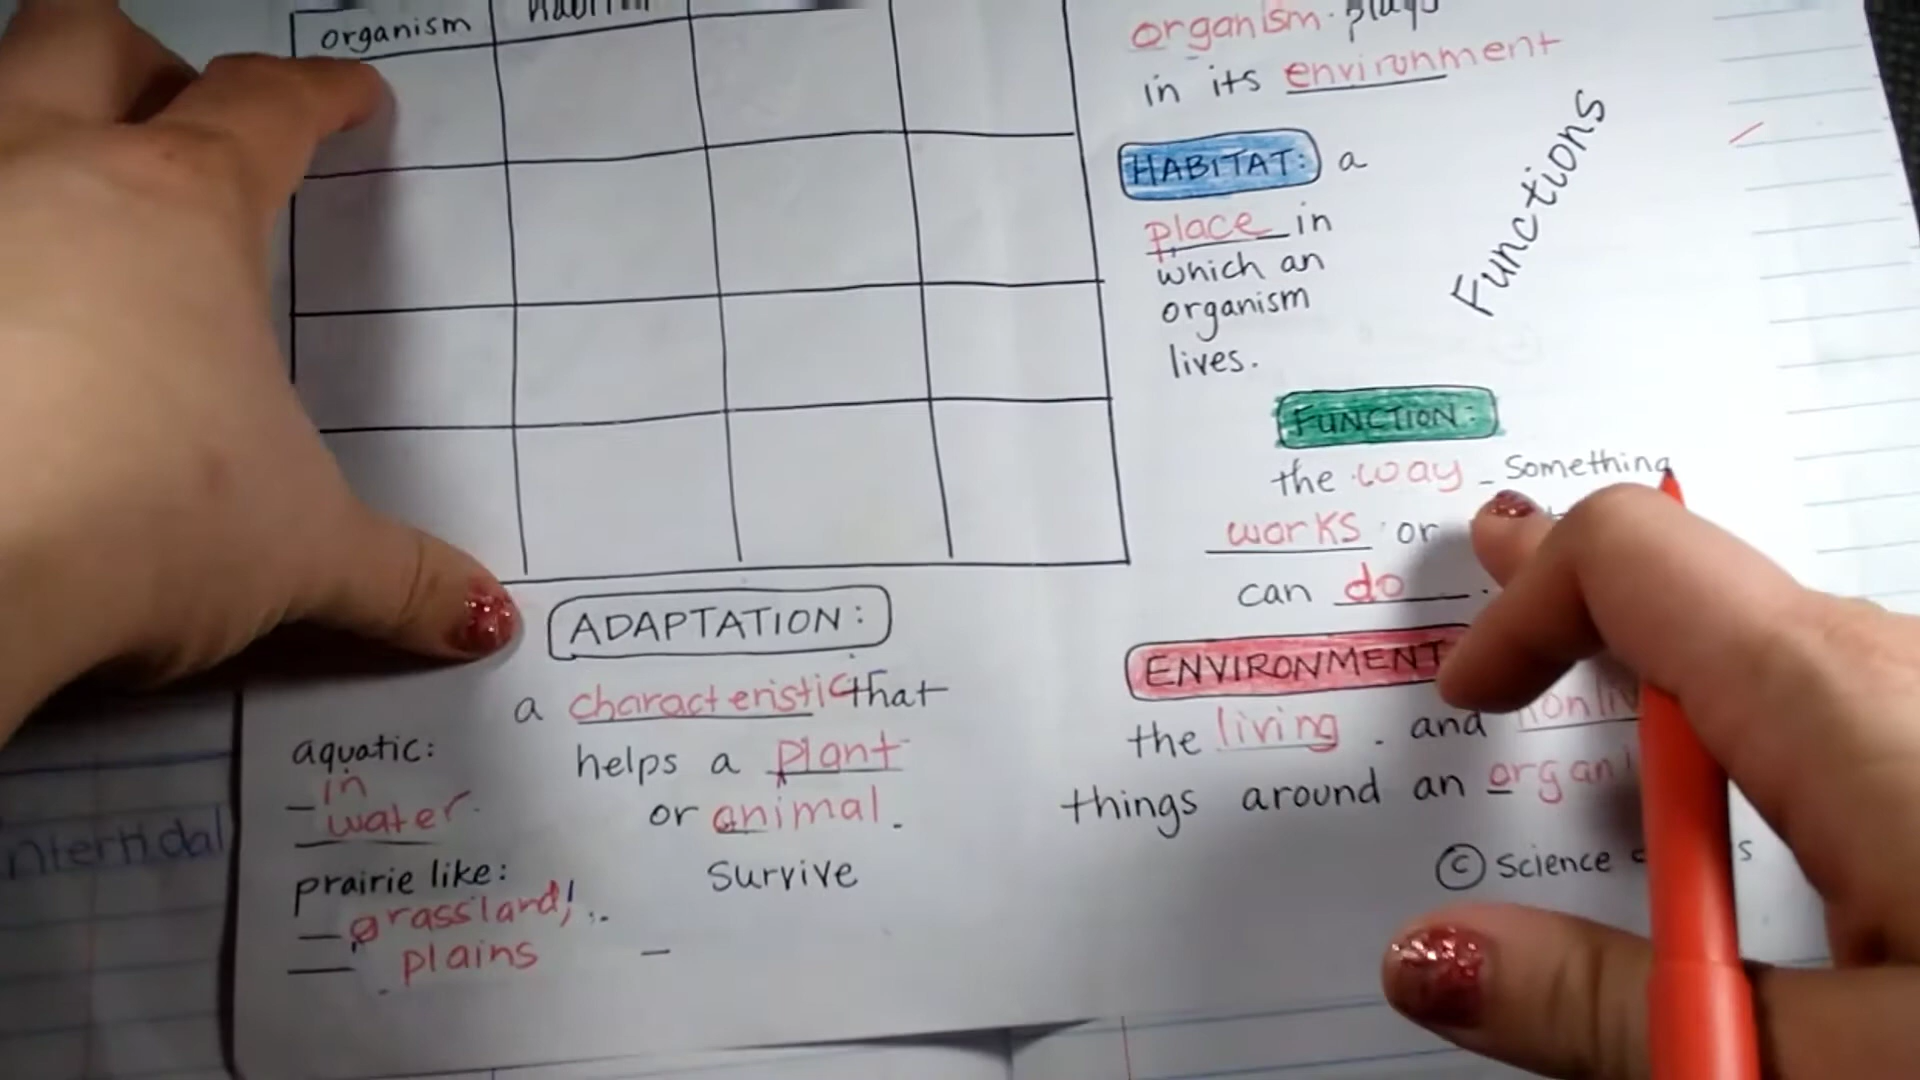 organism
organism plays
in its environment
HABITAT: a
place in
which an
organism
lives.
Functions
FUNCTION:
the way something
works or
can do.
ENVIRONMENT
the living and
things around an
© Science
ADAPTATION:
a characteristic that
helps a plant
or animal.
survive
aquatic:
in
water
prairie like:
grassland,
plains